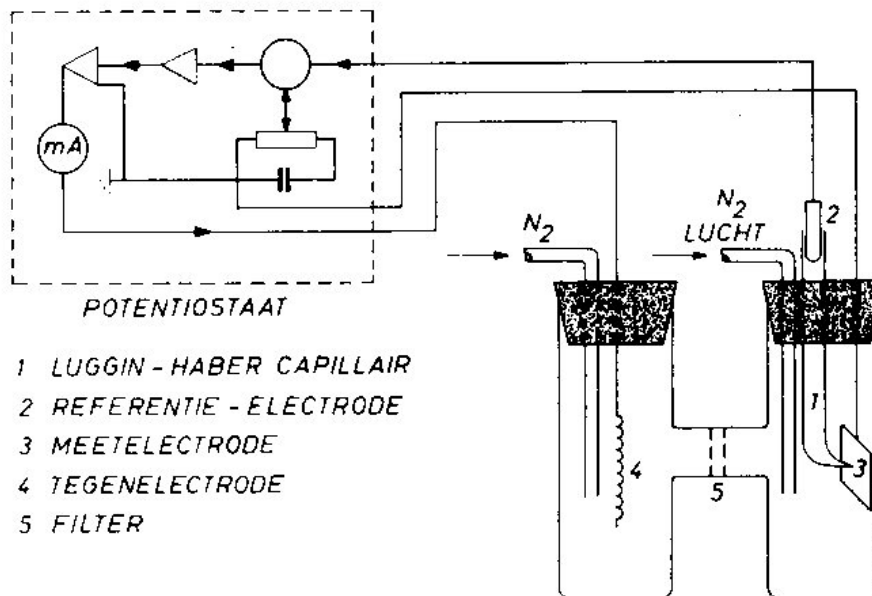 mA
N2
N2
LUCHT
2
POTENTIOSTAAT
1 LUGGIN - HABER CAPILLAIR
2 REFERENTIE - ELECTRODE
3 MEETELECTRODE
4 TEGENELECTRODE
5 FILTER
1
3
4
5